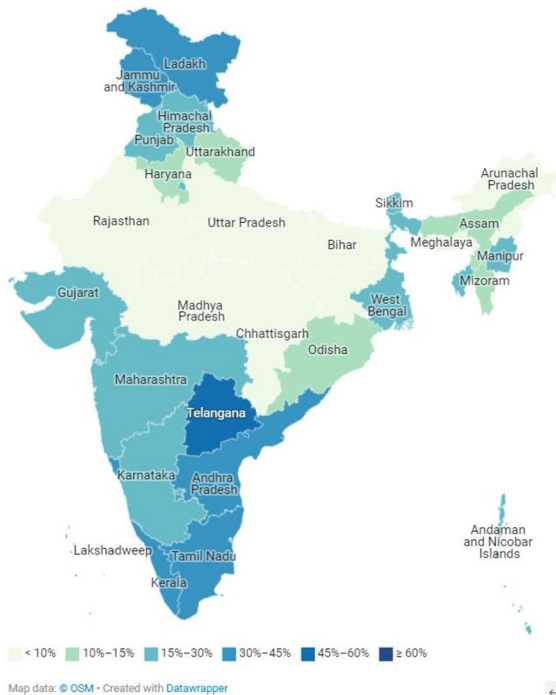 Ladakh
Jammu
and Kashmir
Himachal
Pradesh
Punjab
Uttarakhand
Haryana
Arunachal
Pradesh
Sikkim
Rajasthan
Uttar Pradesh
Assam
Bihar
Meghalaya
Manipur
Mizoram
Gujarat
Madhya
Pradesh
West
Bengal
Chhattisgarh
Odisha
Maharashtra
Telangana
Karnataka
Andhra
Pradesh
Andaman
and Nicobar
Islands
Lakshadweep
Tamil Nadu
Kerala
< 10%
10%–15%
15%–30%
30%–45%
45%–60%
≥ 60%
Map data: © OSM • Created with Datawrapper